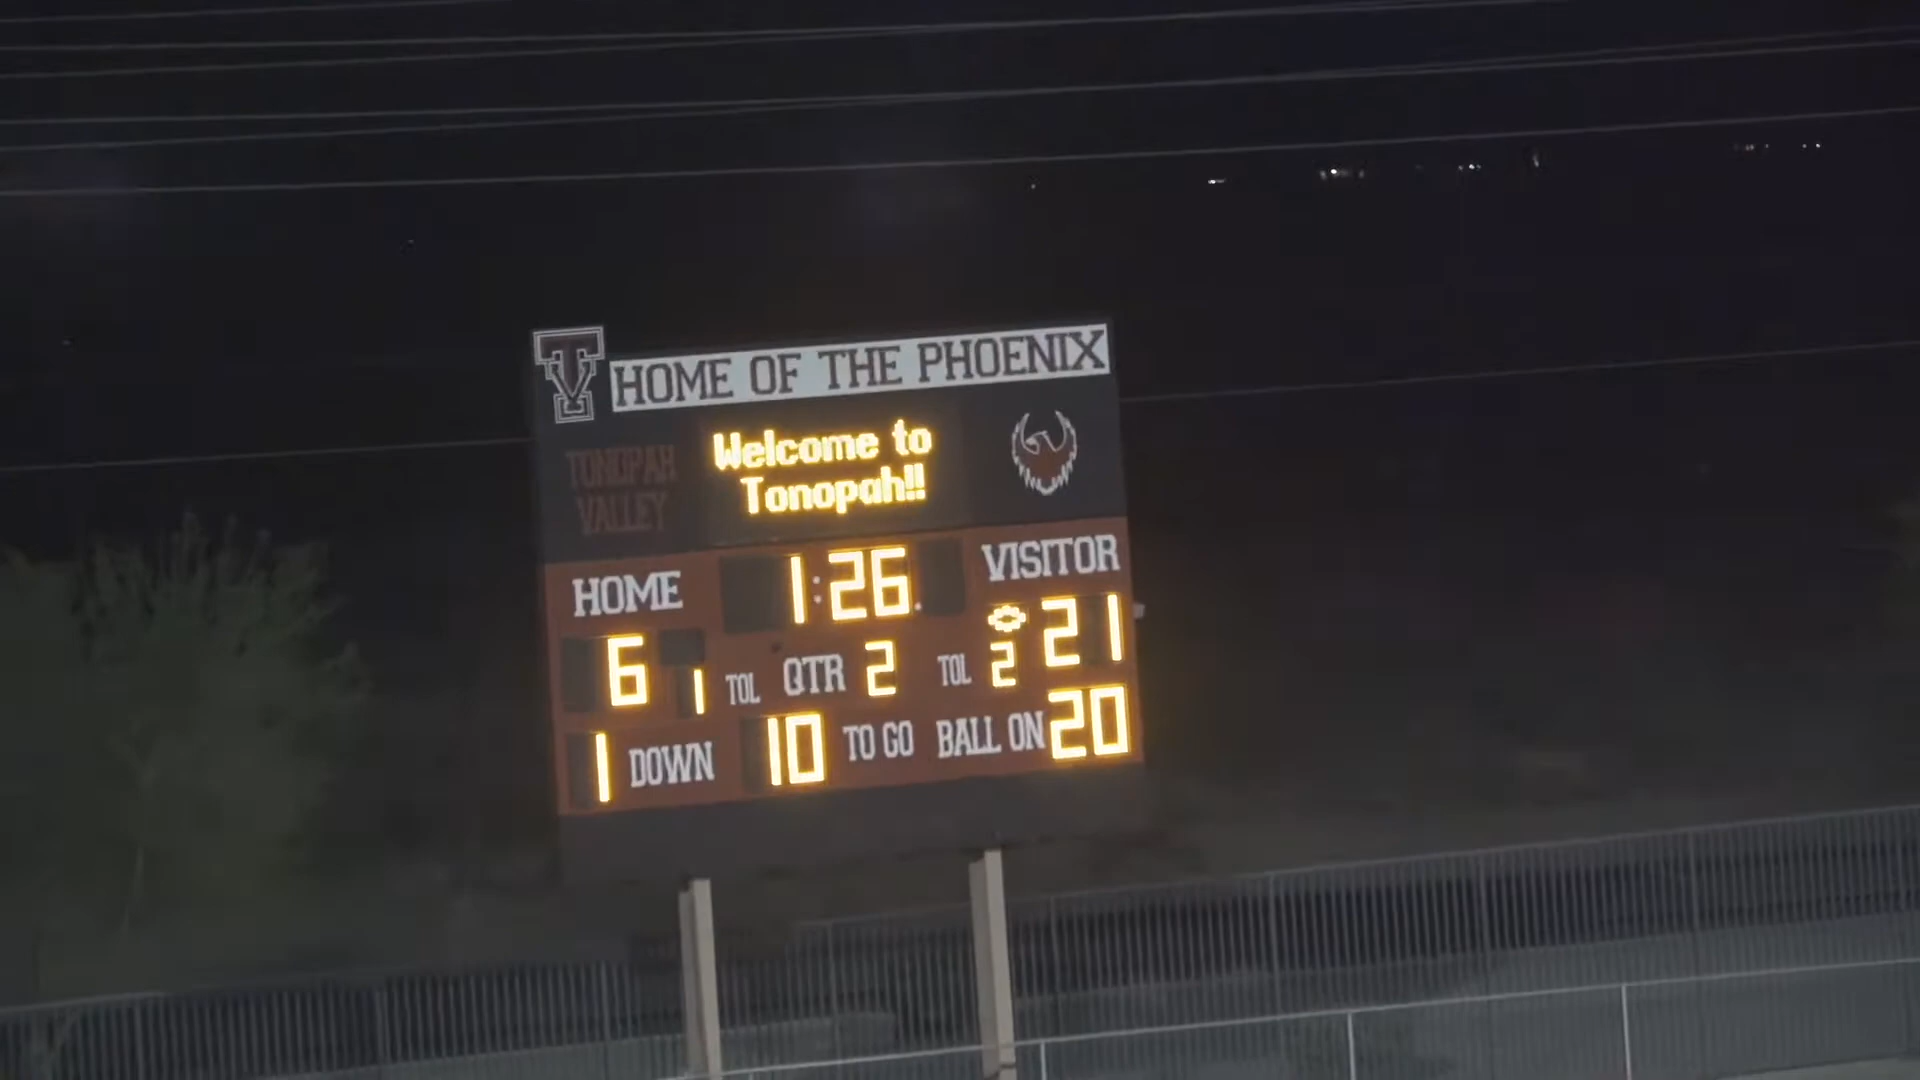 TV
HOME OF THE PHOENIX
TONOPAH
VALLEY
Welcome to
Tonopah!!
HOME
1:26
VISITOR
6
1 TOL
QTR 2
TOL 2
21
1 DOWN
10 TO GO
BALL ON 20